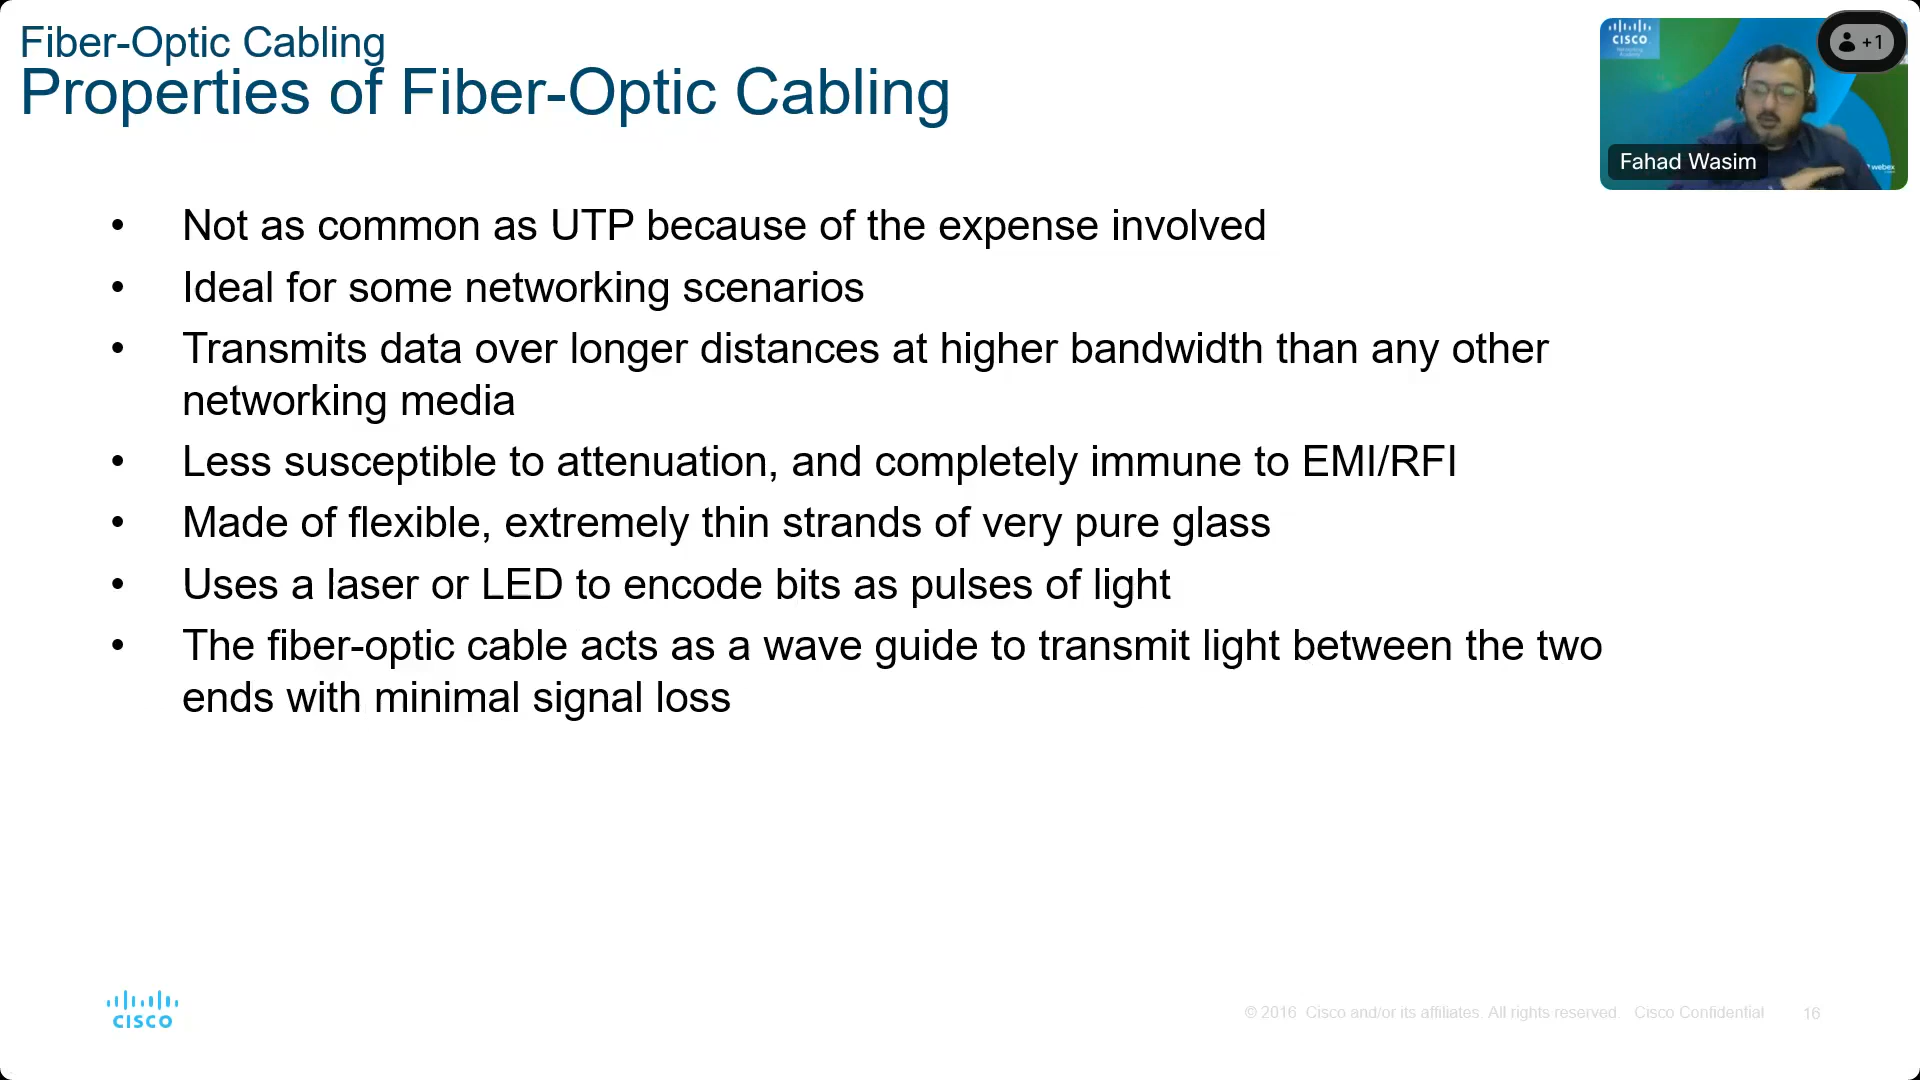 Fiber-Optic Cabling
Properties of Fiber-Optic Cabling
CISCO
+1
Fahad Wasim
webex
• Not as common as UTP because of the expense involved
• Ideal for some networking scenarios
• Transmits data over longer distances at higher bandwidth than any other
networking media
• Less susceptible to attenuation, and completely immune to EMI/RFI
• Made of flexible, extremely thin strands of very pure glass
• Uses a laser or LED to encode bits as pulses of light
• The fiber-optic cable acts as a wave guide to transmit light between the two
ends with minimal signal loss
CISCO
© 2016 Cisco and/or its affiliates. All rights reserved. Cisco Confidential 16